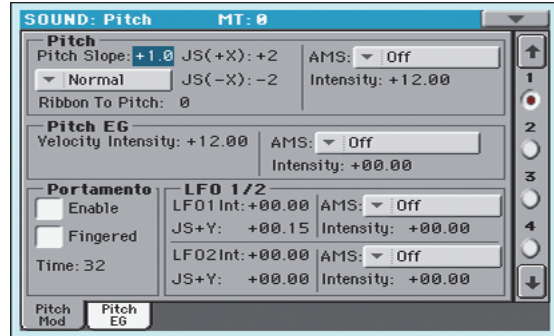 SOUND: Pitch MT: 0
Pitch
Pitch Slope: +1.0 JS(+X): +2 AMS: Off
Normal JS(-X): -2 Intensity: +12.00
Ribbon To Pitch: 0
Pitch EG
Velocity Intensity: +12.00 AMS: Off
Intensity: +00.00
Portamento LFO 1/2
Enable LFO1 Int: +00.00 AMS: Off
Fingered JS+Y: +00.15 Intensity: +00.00
Time: 32 LFO2 Int: +00.00 AMS: Off
JS+Y: +00.00 Intensity: +00.00
1
2
3
4
Pitch Mod Pitch EG